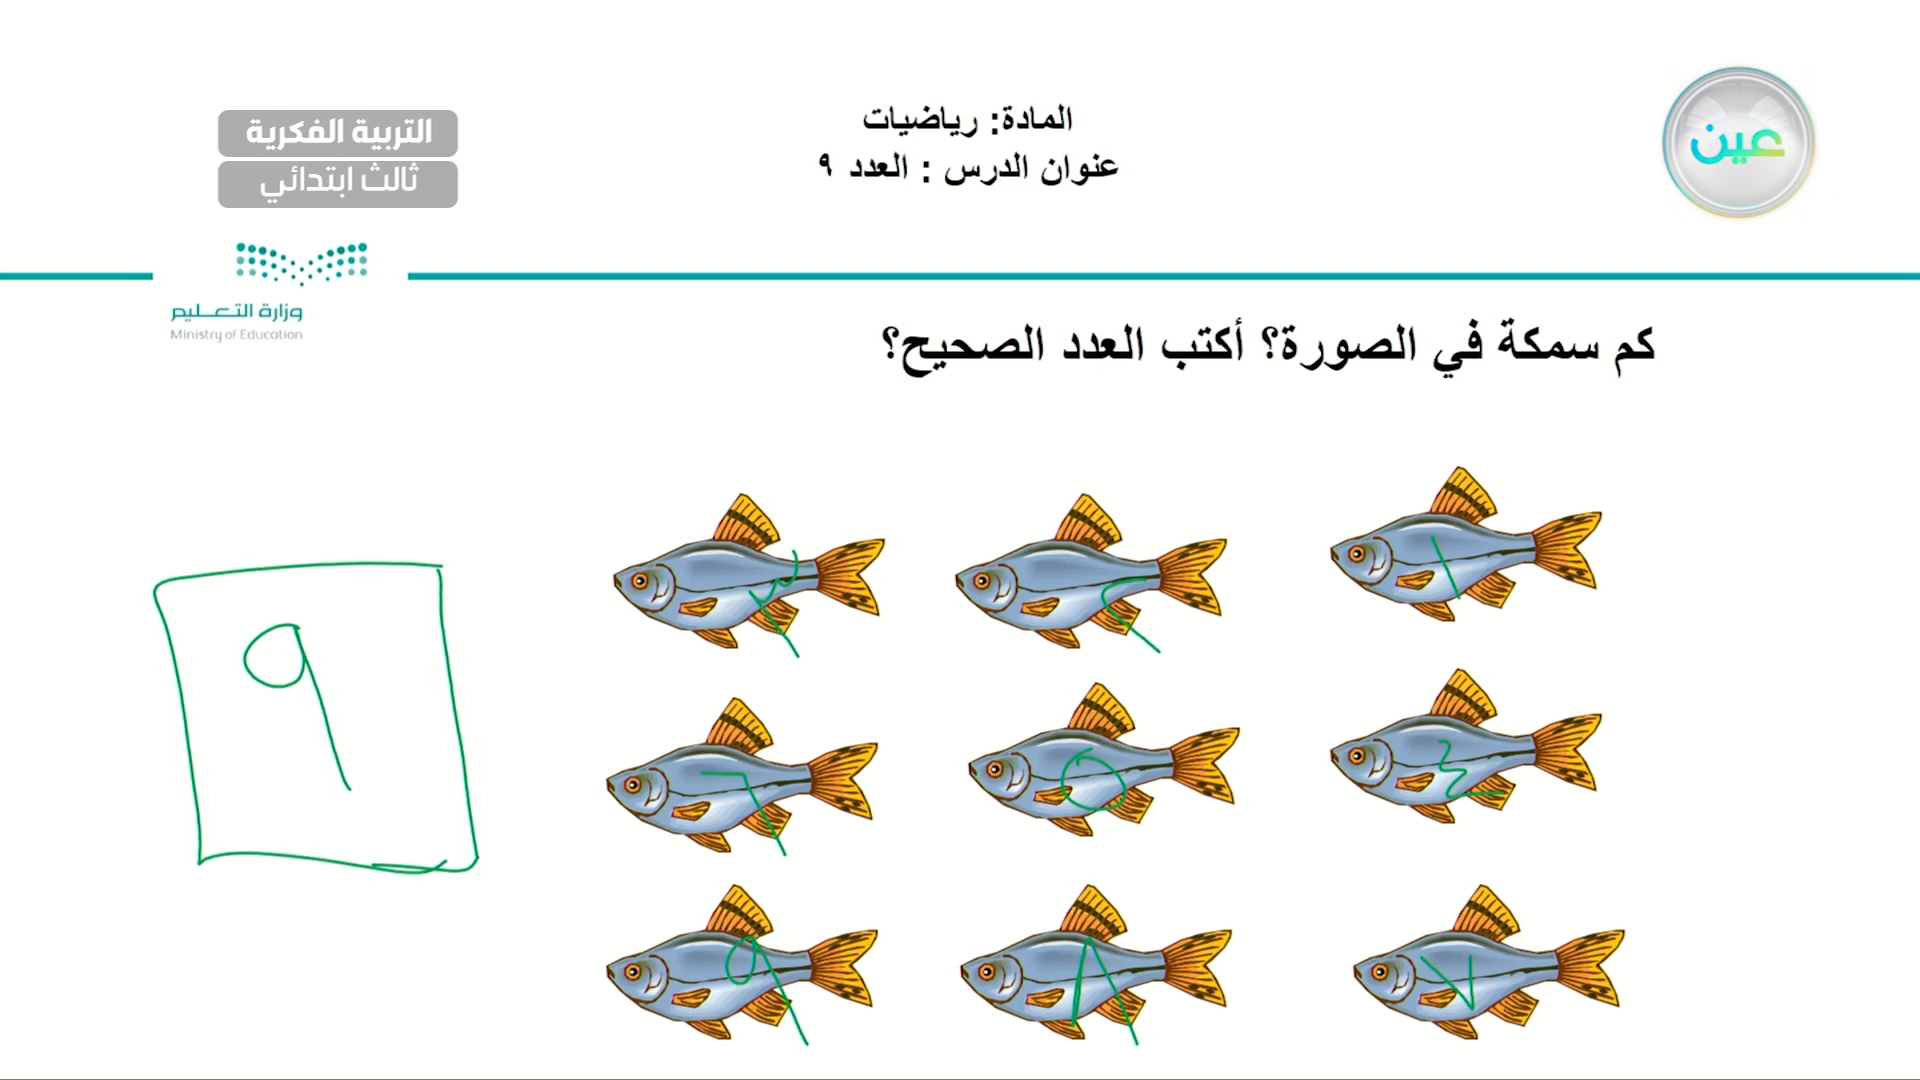 المادة: رياضيات
عنوان الدرس : العدد ٩
عين
التربية الفكرية
ثالث ابتدائي
وزارة التعـــليم
Ministry of Education
كم سمكة في الصورة؟ أكتب العدد الصحيح؟
١
٢
٣
٤
٥
٦
٧
٨
٩
٩